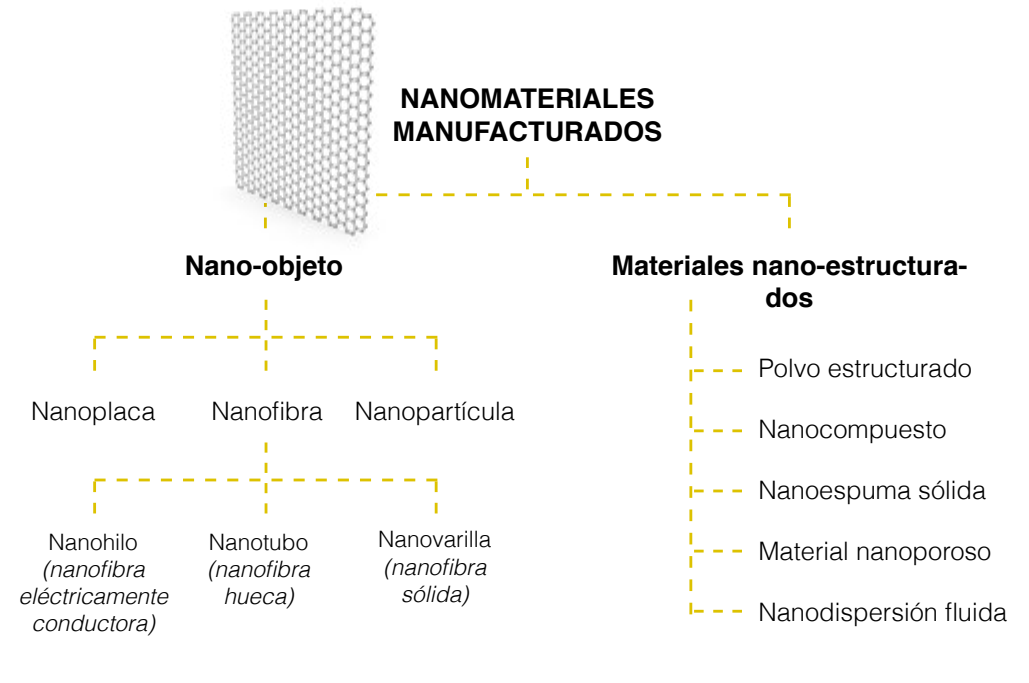 NANOMATERIALES
MANUFACTURADOS
Nano-objeto
Materiales nano-estructura-
dos
Nanoplaca
Nanofibra
Nanopartícula
Nanohilo
(nanofibra
eléctricamente
conductora)
Nanotubo
(nanofibra
hueca)
Nanovarilla
(nanofibra
sólida)
Polvo estructurado
Nanocompuesto
Nanoespuma sólida
Material nanoporoso
Nanodispersión fluida